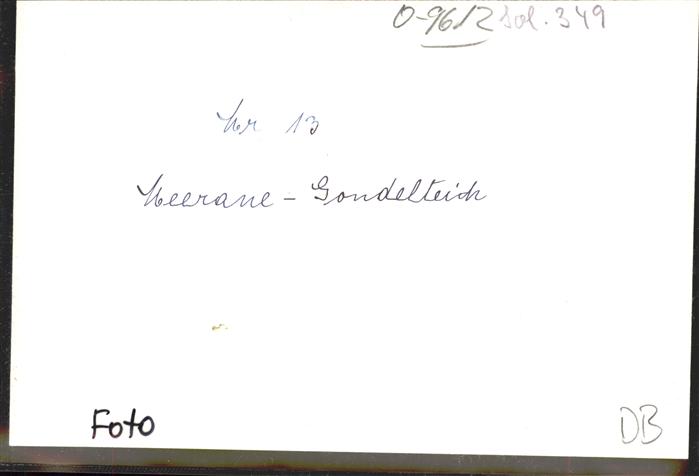 O-9612 Sol. 349
Nr 13
Meerane - Gondelteich
Foto
DB